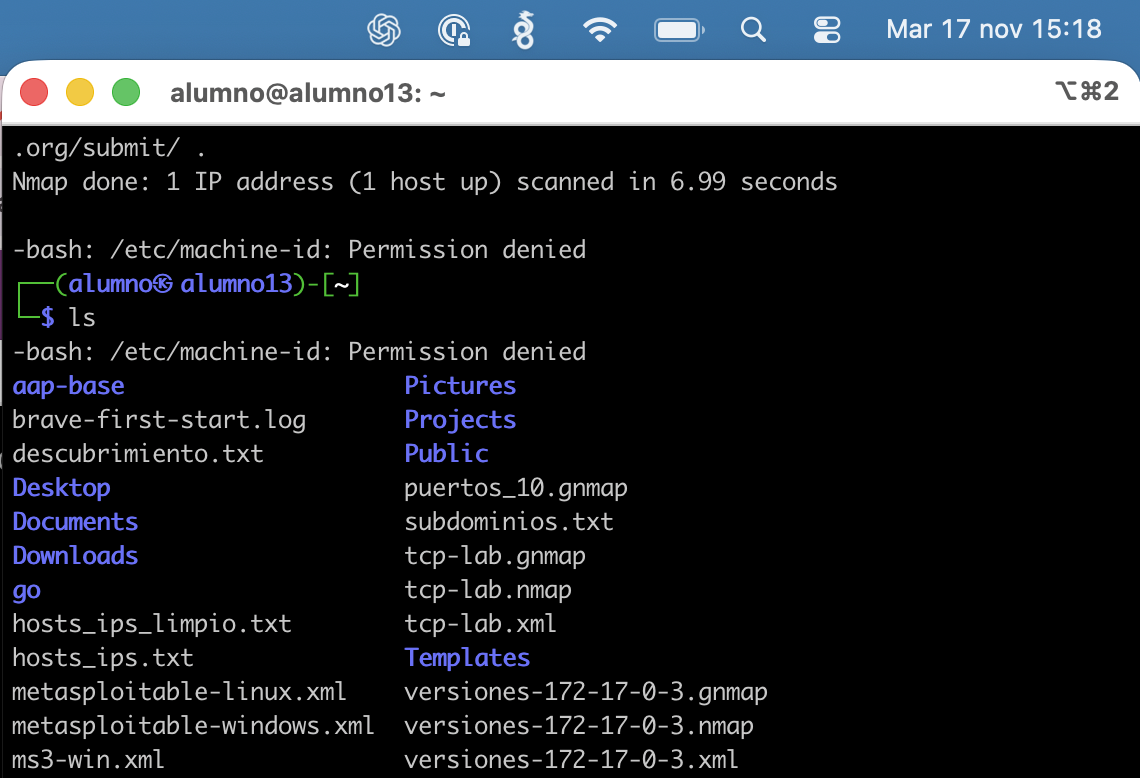 Mar 17 nov 15:18
alumno@alumno13: ~ ⌥⌘2
.org/submit/ .
Nmap done: 1 IP address (1 host up) scanned in 6.99 seconds
-bash: /etc/machine-id: Permission denied
┌──(alumno㉿ alumno13)-[~]
└─$ ls
-bash: /etc/machine-id: Permission denied
aap-base Pictures
brave-first-start.log Projects
descubrimiento.txt Public
Desktop puertos_10.gnmap
Documents subdominios.txt
Downloads tcp-lab.gnmap
go tcp-lab.nmap
hosts_ips_limpio.txt tcp-lab.xml
hosts_ips.txt Templates
metasploitable-linux.xml versiones-172-17-0-3.gnmap
metasploitable-windows.xml versiones-172-17-0-3.nmap
ms3-win.xml versiones-172-17-0-3.xml